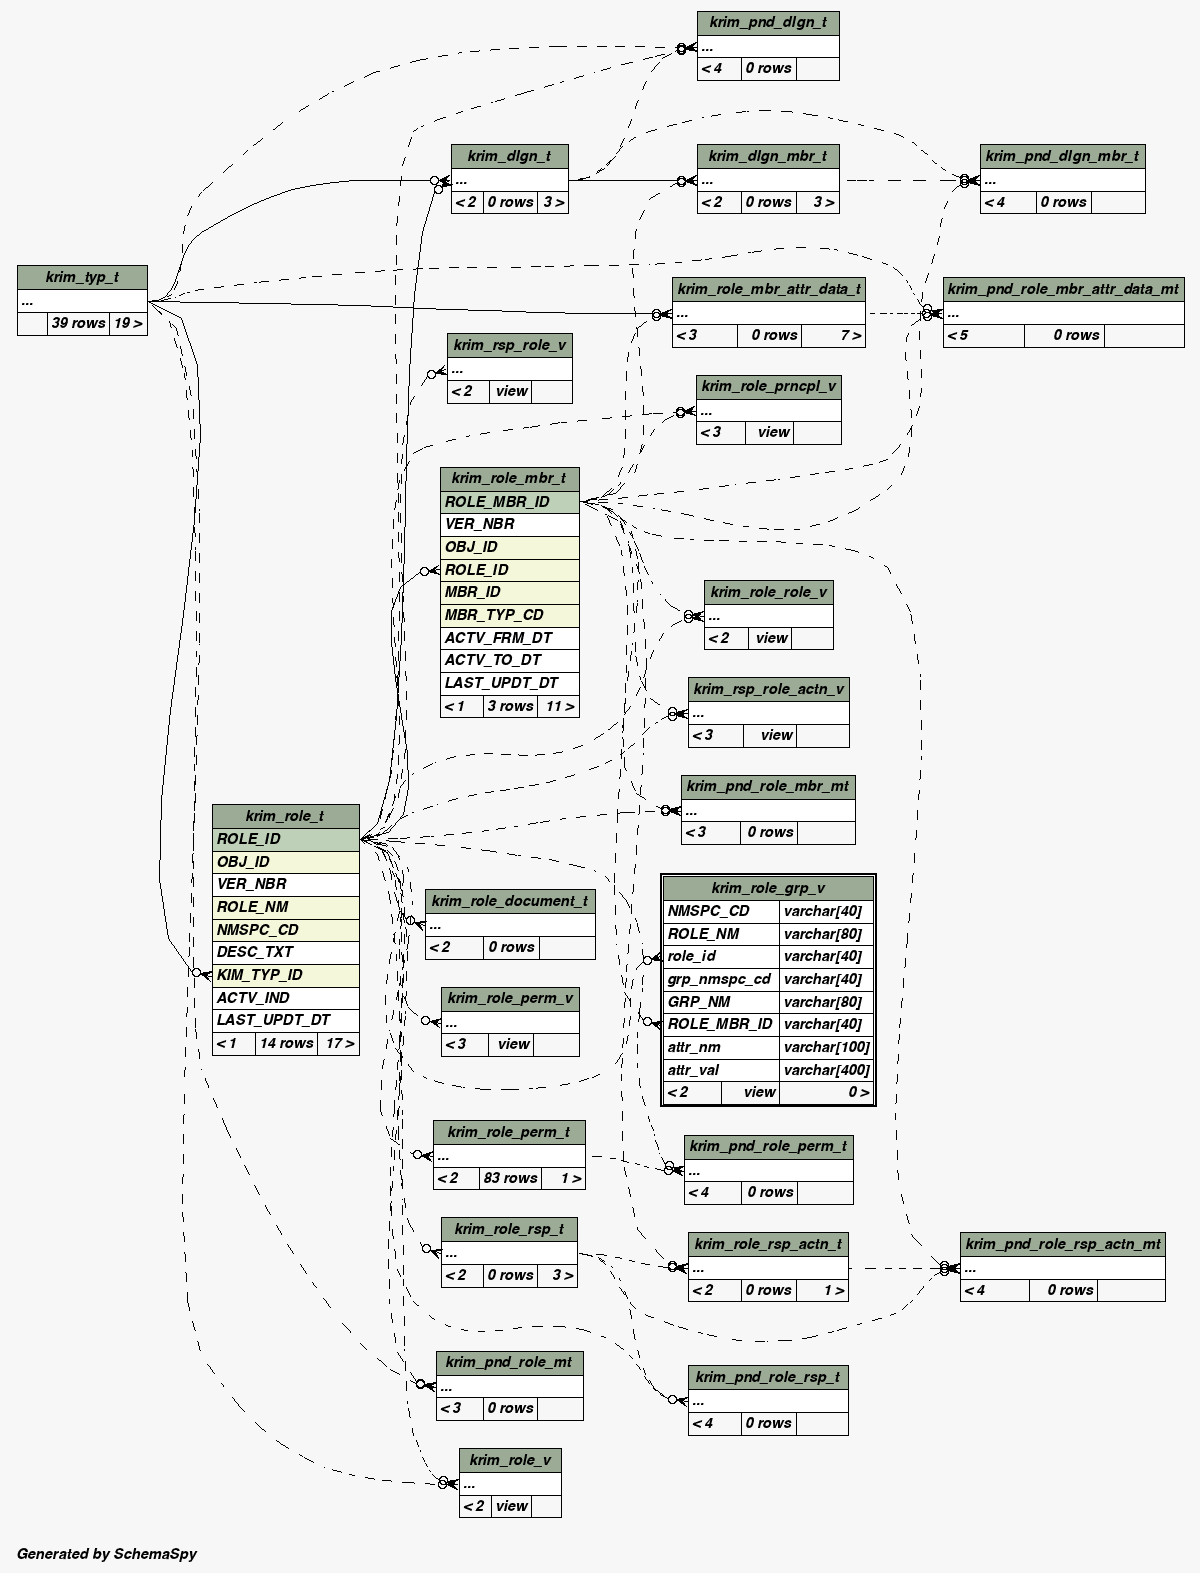 krim_pnd_dlgn_t
...
< 4 0 rows
krim_dlgn_t
...
< 2 0 rows 3 >
krim_dlgn_mbr_t
...
< 2 0 rows 3 >
krim_pnd_dlgn_mbr_t
...
< 4 0 rows
krim_typ_t
...
39 rows 19 >
krim_role_mbr_attr_data_t
...
< 3 0 rows 7 >
krim_pnd_role_mbr_attr_data_mt
...
< 5 0 rows
krim_rsp_role_v
...
< 2 view
krim_role_prncpl_v
...
< 3 view
krim_role_mbr_t
ROLE_MBR_ID
VER_NBR
OBJ_ID
ROLE_ID
MBR_ID
MBR_TYP_CD
ACTV_FRM_DT
ACTV_TO_DT
LAST_UPDT_DT
< 1 3 rows 11 >
krim_role_role_v
...
< 2 view
krim_rsp_role_actn_v
...
< 3 view
krim_pnd_role_mbr_mt
...
< 3 0 rows
krim_role_t
ROLE_ID
OBJ_ID
VER_NBR
ROLE_NM
NMSPC_CD
DESC_TXT
KIM_TYP_ID
ACTV_IND
LAST_UPDT_DT
< 1 14 rows 17 >
krim_role_document_t
...
< 2 0 rows
krim_role_grp_v
NMSPC_CD varchar[40]
ROLE_NM varchar[80]
role_id varchar[40]
grp_nmspc_cd varchar[40]
GRP_NM varchar[80]
ROLE_MBR_ID varchar[40]
attr_nm varchar[100]
attr_val varchar[400]
< 2 view 0 >
krim_role_perm_v
...
< 3 view
krim_role_perm_t
...
< 2 83 rows 1 >
krim_pnd_role_perm_t
...
< 4 0 rows
krim_role_rsp_t
...
< 2 0 rows 3 >
krim_role_rsp_actn_t
...
< 2 0 rows 1 >
krim_pnd_role_rsp_actn_mt
...
< 4 0 rows
krim_pnd_role_mt
...
< 3 0 rows
krim_pnd_role_rsp_t
...
< 4 0 rows
krim_role_v
...
< 2 view
Generated by SchemaSpy